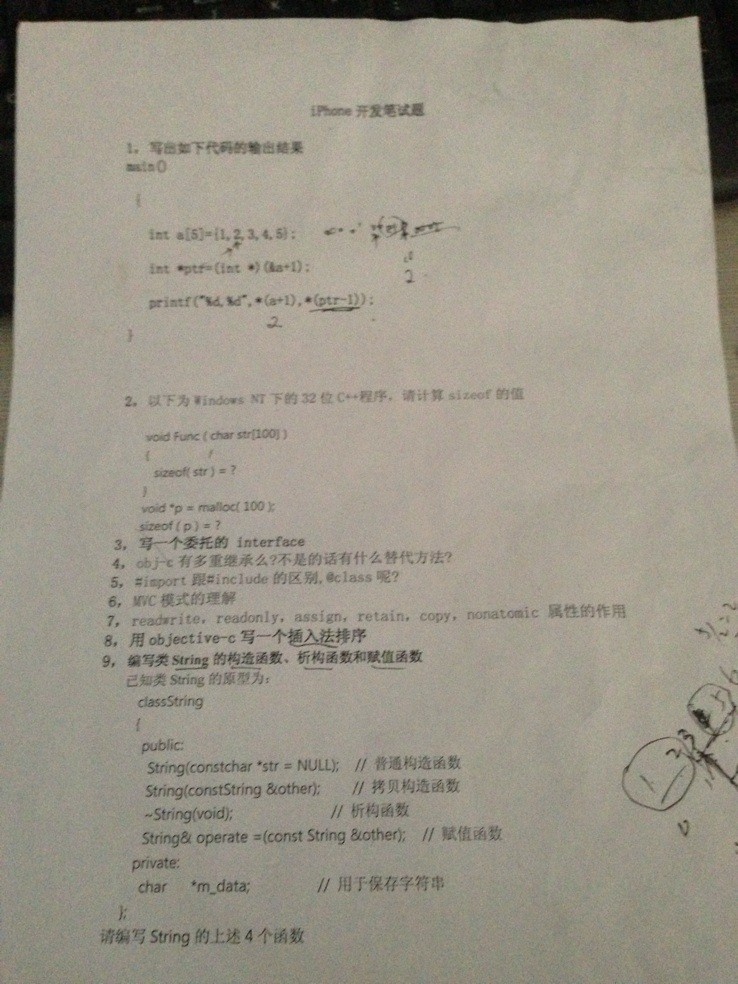 iPhone 开发笔试题
1，写出如下代码的输出结果
main()
{
int a[5]={1,2,3,4,5};
int *ptr=(int *)(&a+1);
2
printf("%d,%d",*(a+1),*(ptr-1));
2
}
2，以下为 Windows NT 下的 32 位 C++程序，请计算 sizeof 的值
void Func ( char str[100] )
{
sizeof( str ) = ?
}
void *p = malloc( 100 );
sizeof ( p ) = ?
3，写一个委托的 interface
4，obj-c 有多重继承么?不是的话有什么替代方法?
5，#import 跟#include 的区别,@class 呢?
6，MVC 模式的理解
7，readwrite，readonly，assign，retain，copy，nonatomic 属性的作用
8，用 objective-c 写一个插入法排序
9，编写类 String 的构造函数、析构函数和赋值函数
已知类 String 的原型为：
classString
{
public:
String(constchar *str = NULL); // 普通构造函数
String(constString &other); // 拷贝构造函数
~String(void); // 析构函数
String& operate =(const String &other); // 赋值函数
private:
char *m_data; // 用于保存字符串
};
请编写 String 的上述 4 个函数